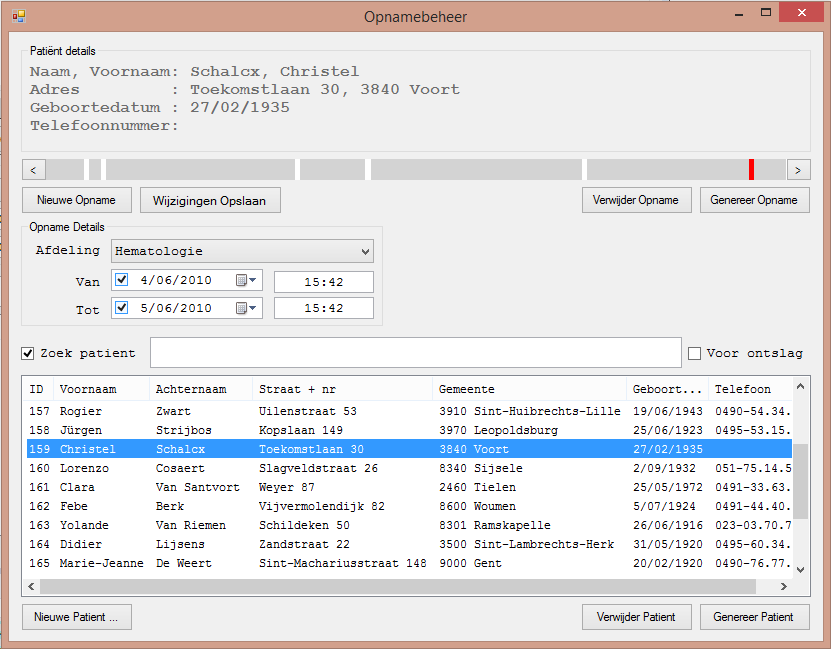 Opnamebeheer
Patiënt details
Naam, Voornaam: Schalcx, Christel
Adres : Toekomstlaan 30, 3840 Voort
Geboortedatum : 27/02/1935
Telefoonnummer:
< >
Nieuwe Opname Wijzigingen Opslaan Verwijder Opname Genereer Opname
Opname Details
Afdeling Hematologie
Van 4/06/2010 15:42
Tot 5/06/2010 15:42
Zoek patient Voor ontslag
ID Voornaam Achternaam Straat + nr Gemeente Geboort... Telefoon
157 Rogier Zwart Uilenstraat 53 3910 Sint-Huibrechts-Lille 19/06/1943 0490-54.34.
158 Jürgen Strijbos Kopslaan 149 3970 Leopoldsburg 25/06/1923 0495-53.15.
159 Christel Schalcx Toekomstlaan 30 3840 Voort 27/02/1935
160 Lorenzo Cosaert Slagveldstraat 26 8340 Sijsele 2/09/1932 051-75.14.5
161 Clara Van Santvort Weyer 87 2460 Tielen 25/05/1972 0491-33.63.
162 Febe Berk Vijvermolendijk 82 8600 Woumen 5/07/1924 0491-44.40.
163 Yolande Van Riemen Schildeken 50 8301 Ramskapelle 26/06/1916 023-03.70.7
164 Didier Lijsens Zandstraat 22 3500 Sint-Lambrechts-Herk 31/05/1920 0495-60.34.
165 Marie-Jeanne De Weert Sint-Machariusstraat 148 9000 Gent 20/02/1920 0490-76.77.
Nieuwe Patient ... Verwijder Patient Genereer Patient